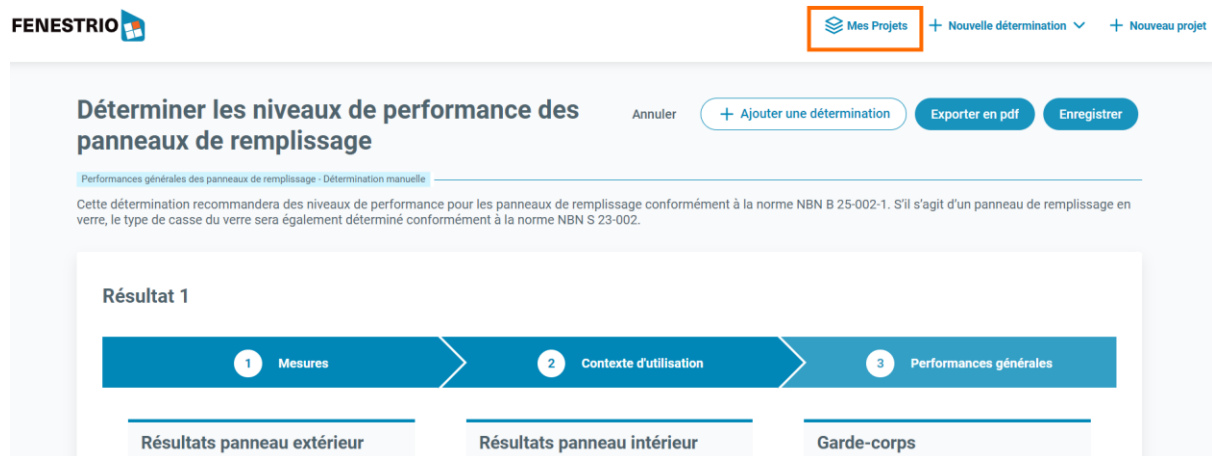 FENESTRIO
Mes Projets
+ Nouvelle détermination
+ Nouveau projet
Déterminer les niveaux de performance des
panneaux de remplissage
Annuler
+ Ajouter une détermination
Exporter en pdf
Enregistrer
Performances générales des panneaux de remplissage - Détermination manuelle
Cette détermination recommandera des niveaux de performance pour les panneaux de remplissage conformément à la norme NBN B 25-002-1. S'il s'agit d'un panneau de remplissage en
verre, le type de casse du verre sera également déterminé conformément à la norme NBN S 23-002.
Résultat 1
1 Mesures
2 Contexte d'utilisation
3 Performances générales
Résultats panneau extérieur
Résultats panneau intérieur
Garde-corps